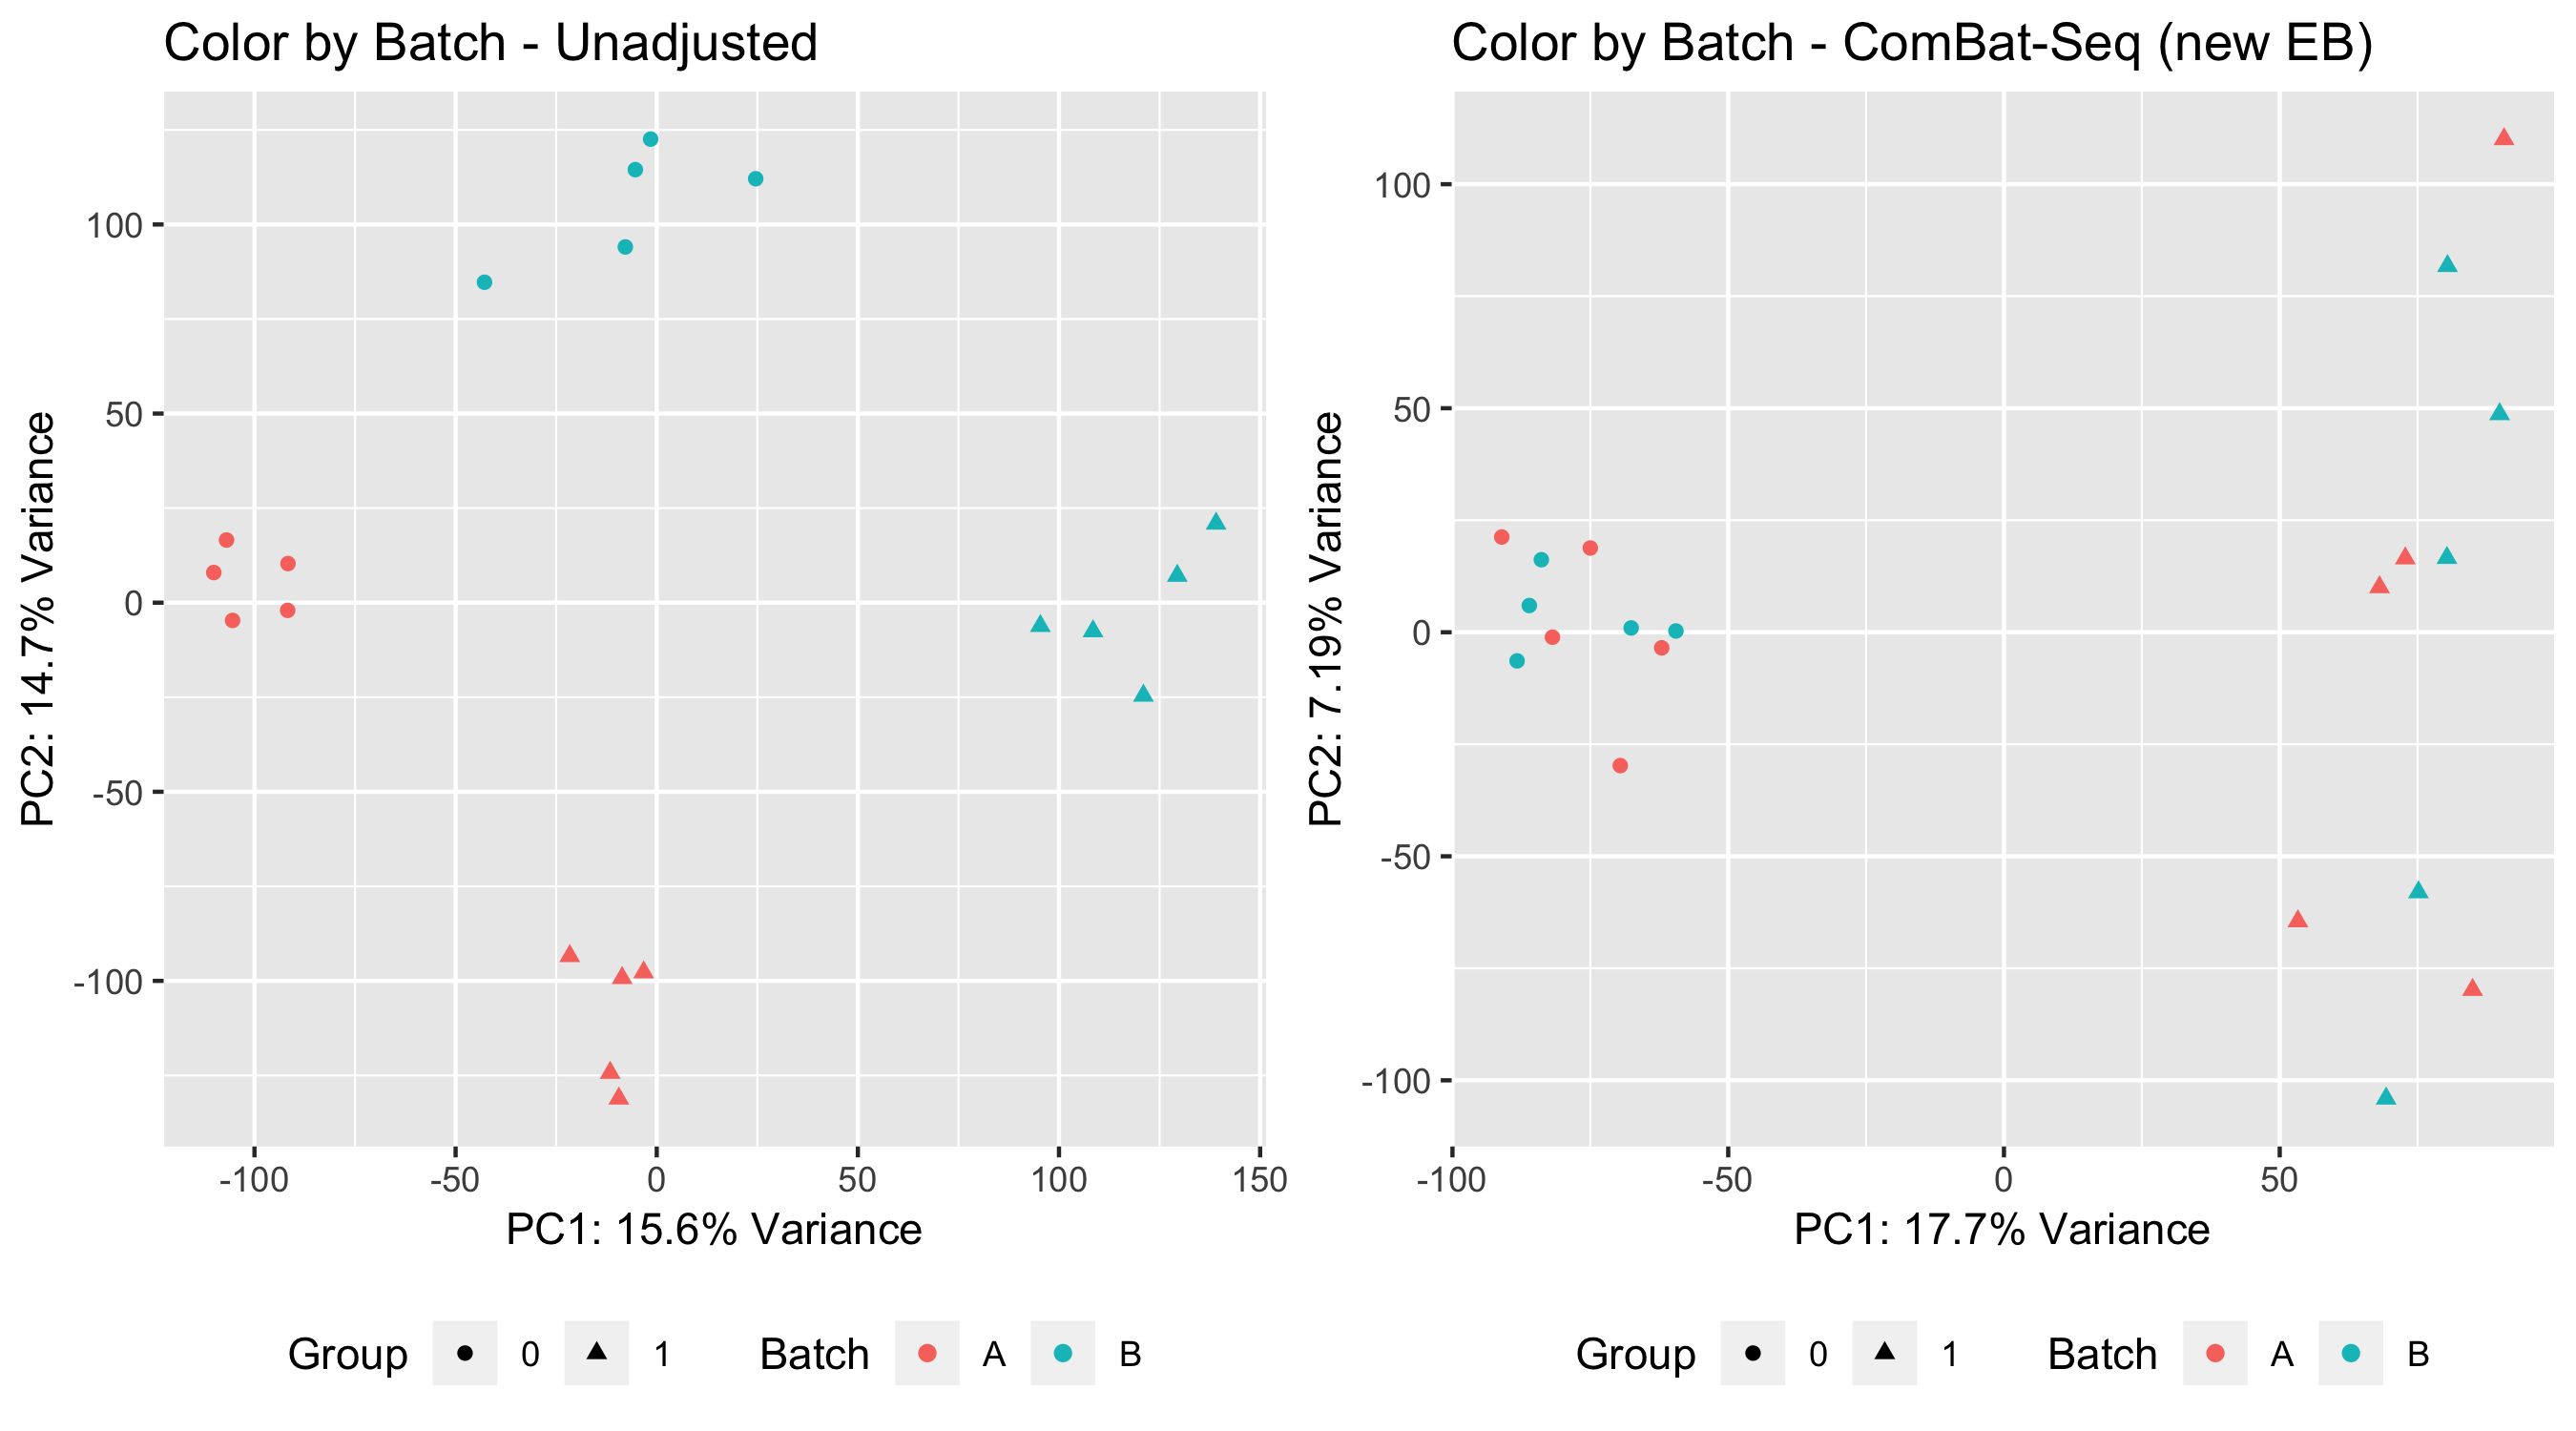 Color by Batch - Unadjusted
100
50
0
-50
-100
PC2: 14.7% Variance
-100 -50 0 50 100 150
PC1: 15.6% Variance
Group 0 1 Batch A B
Color by Batch - ComBat-Seq (new EB)
100
50
0
-50
-100
PC2: 7.19% Variance
-100 -50 0 50
PC1: 17.7% Variance
Group 0 1 Batch A B